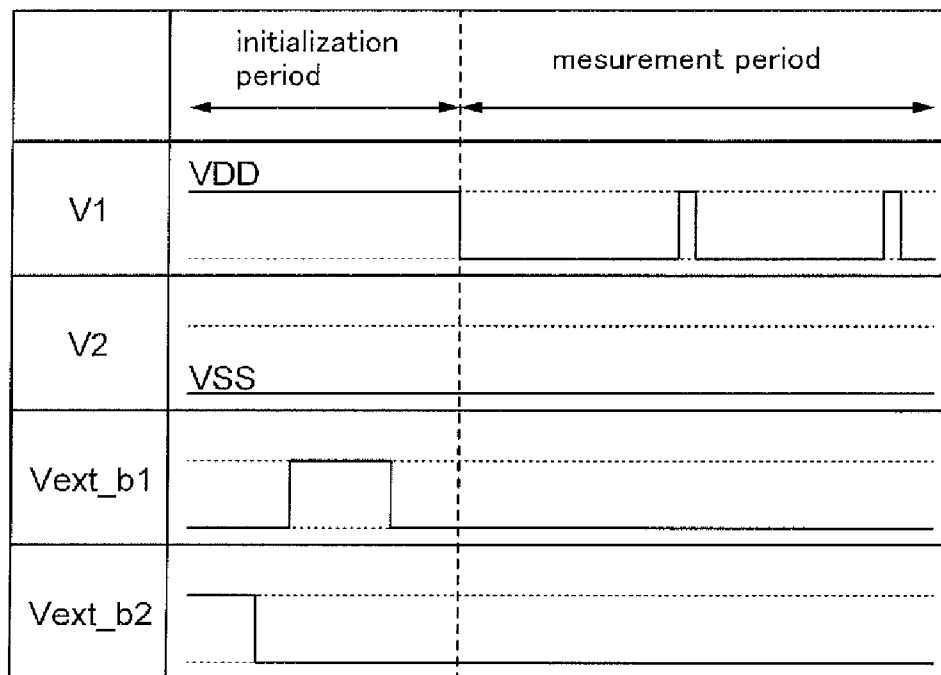 initialization
period
mesurement period
V1
VDD
V2
VSS
Vext_b1
Vext_b2